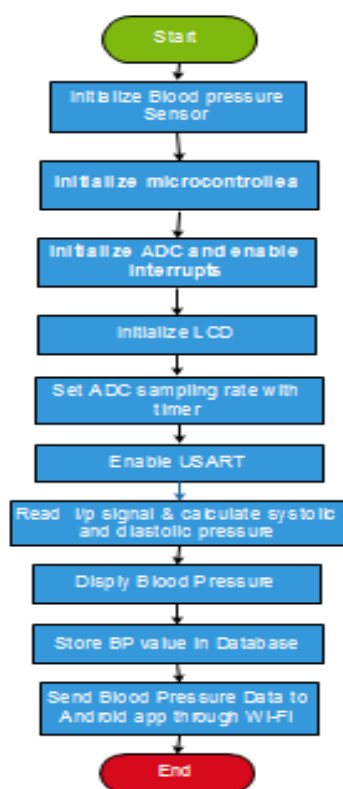 Start
Initialize Blood pressure
Sensor
Initialize microcontrollea
Initialize ADC and enable
Interrupts
Initialize LCD
Set ADC sampling rate with
timer
Enable USART
Read I/p signal & calculate systolic
and diastolic pressure
Disply Blood Pressure
Store BP value in Database
Send Blood Pressure Data to
Android app through WI-FI
End